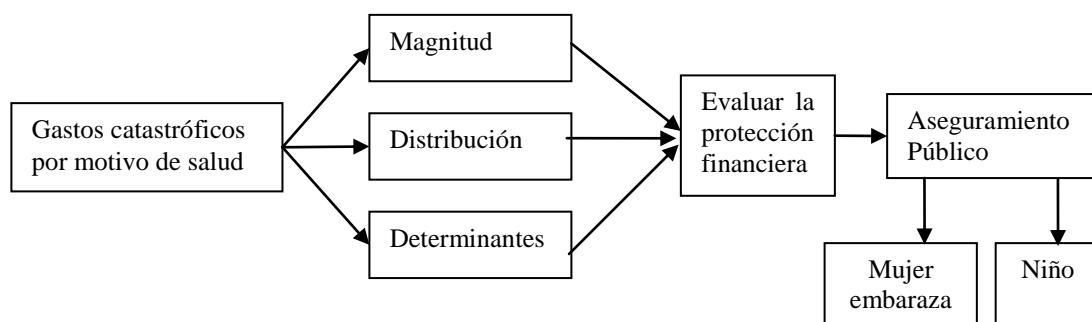 Gastos catastróficos
por motivo de salud
Magnitud
Distribución
Determinantes
Evaluar la
protección
financiera
Aseguramiento
Público
Mujer
embaraza
Niño